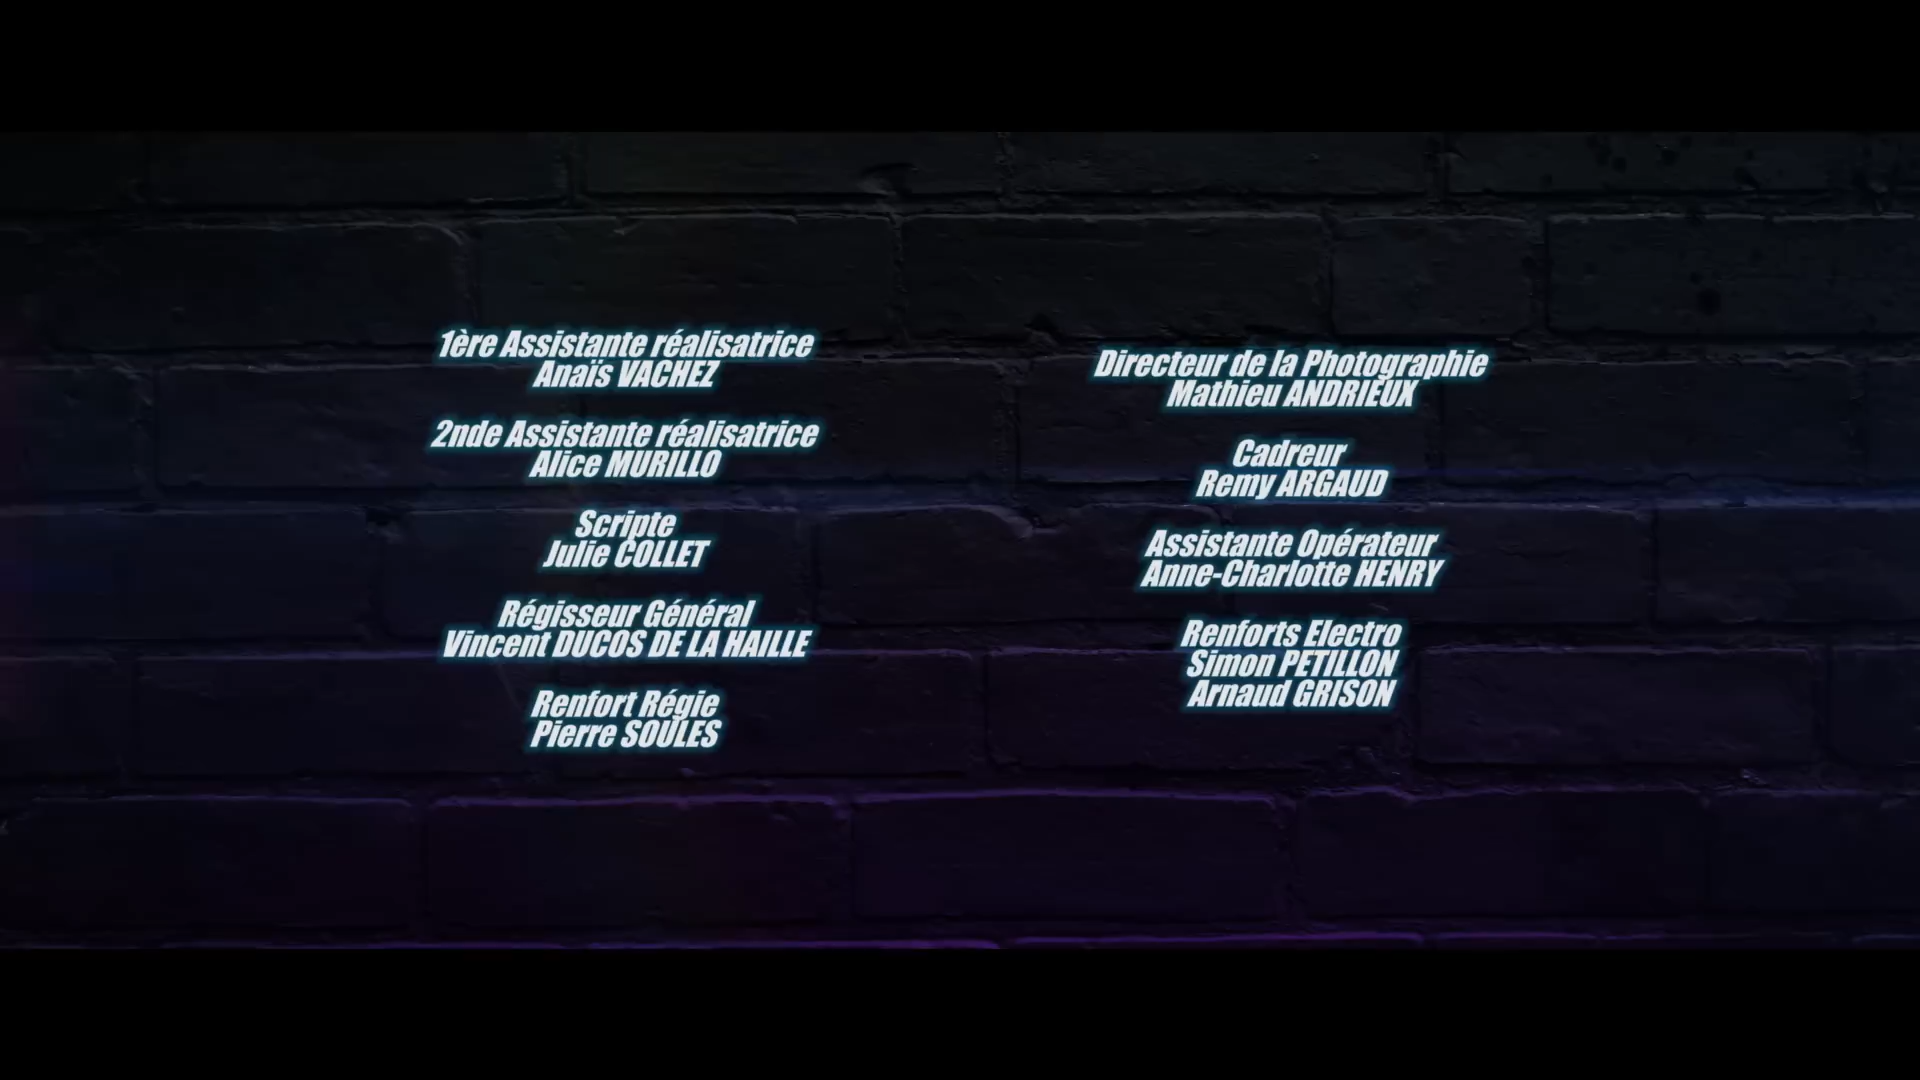 1ère Assistante réalisatrice
Anaïs VACHEZ
2nde Assistante réalisatrice
Alice MURILLO
Scripte
Julie COLLET
Régisseur Général
Vincent DUCOS DE LA HAILLE
Renfort Régie
Pierre SOULES
Directeur de la Photographie
Mathieu ANDRIEUX
Cadreur
Remy ARGAUD
Assistante Opérateur
Anne-Charlotte HENRY
Renforts Electro
Simon PETILLON
Arnaud GRISON